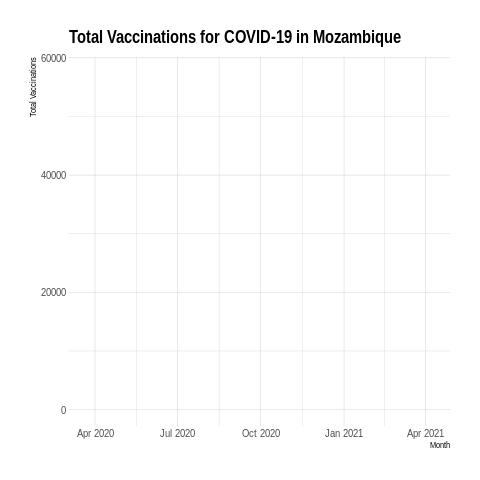 Total Vaccinations for COVID-19 in Mozambique
Total Vaccinations
60000
40000
20000
0
Apr 2020 Jul 2020 Oct 2020 Jan 2021 Apr 2021
Month